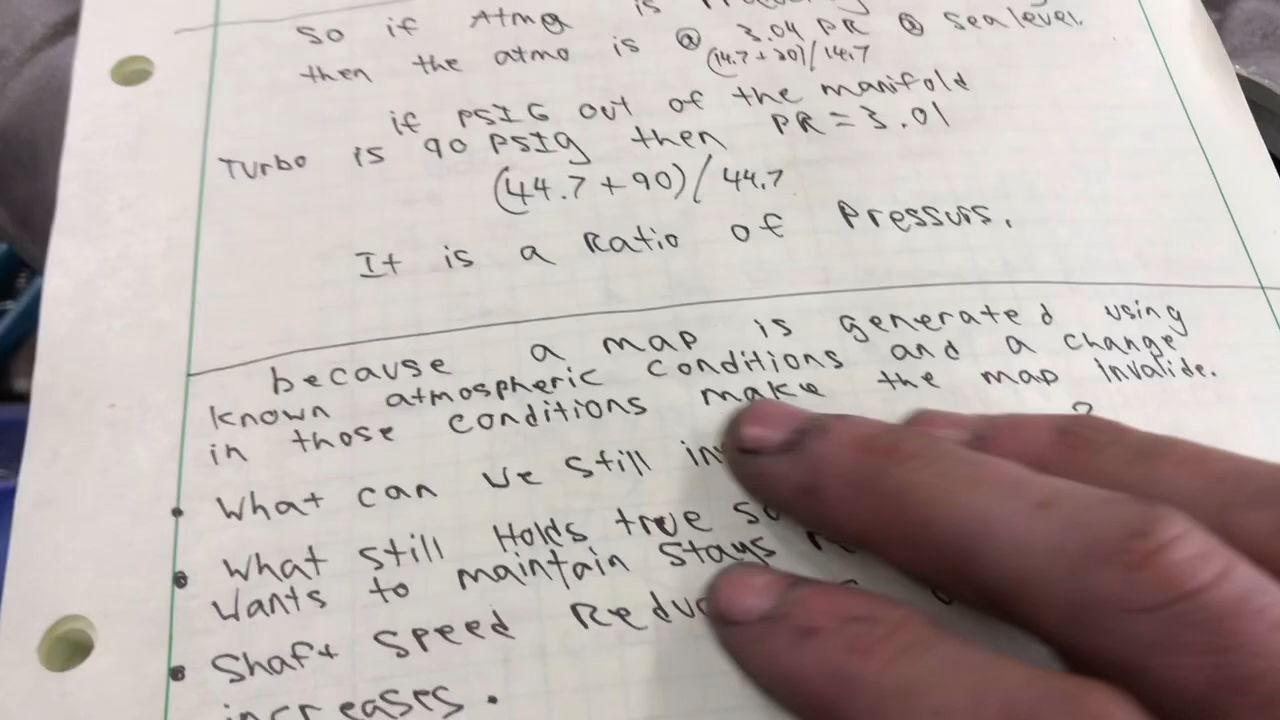 So if Atmo is
then the atmo is @ 3.04 PR @ sea level.
(14.7+30)/14.7
if PSIG out of the manifold
Turbo is 90 PSIg then PR = 3.01
(44.7+90)/44.7
It is a Ratio of Pressurs.
because a map is generated using
known atmospheric conditions and a change
in those conditions make the map invalide.
• What can we still
• What still Holds true
wants to maintain stays
• Shaft Speed
increases.